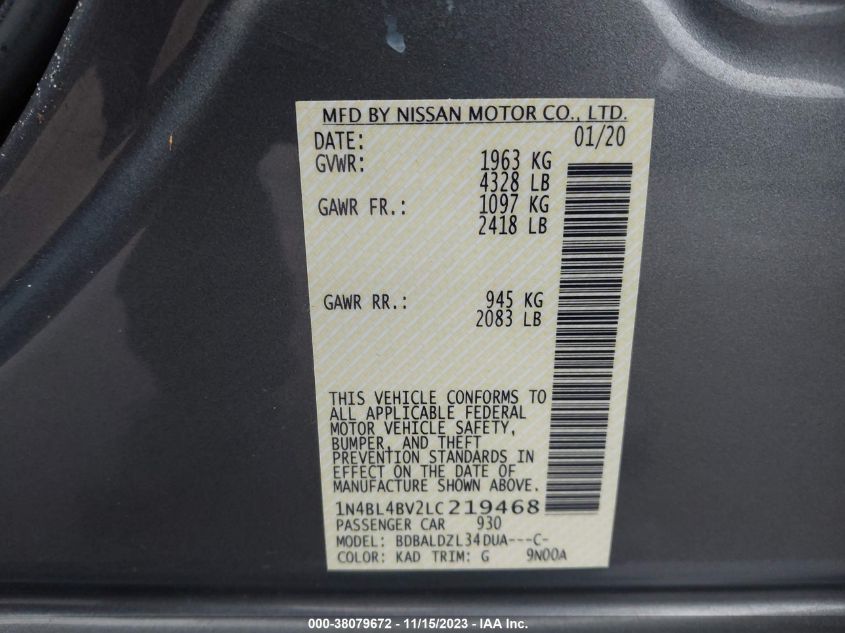 MFD BY NISSAN MOTOR CO., LTD.
DATE: 01/20
GVWR: 1963 KG
4328 LB
GAWR FR.: 1097 KG
2418 LB
GAWR RR.: 945 KG
2083 LB
THIS VEHICLE CONFORMS TO
ALL APPLICABLE FEDERAL
MOTOR VEHICLE SAFETY,
BUMPER, AND THEFT
PREVENTION STANDARDS IN
EFFECT ON THE DATE OF
MANUFACTURE SHOWN ABOVE.
1N4BL4BV2LC219468
PASSENGER CAR 930
MODEL: BDBALDZL34DUA---C-
COLOR: KAD TRIM: G 9N00A
000-38079672 - 11/15/2023 - IAA Inc.